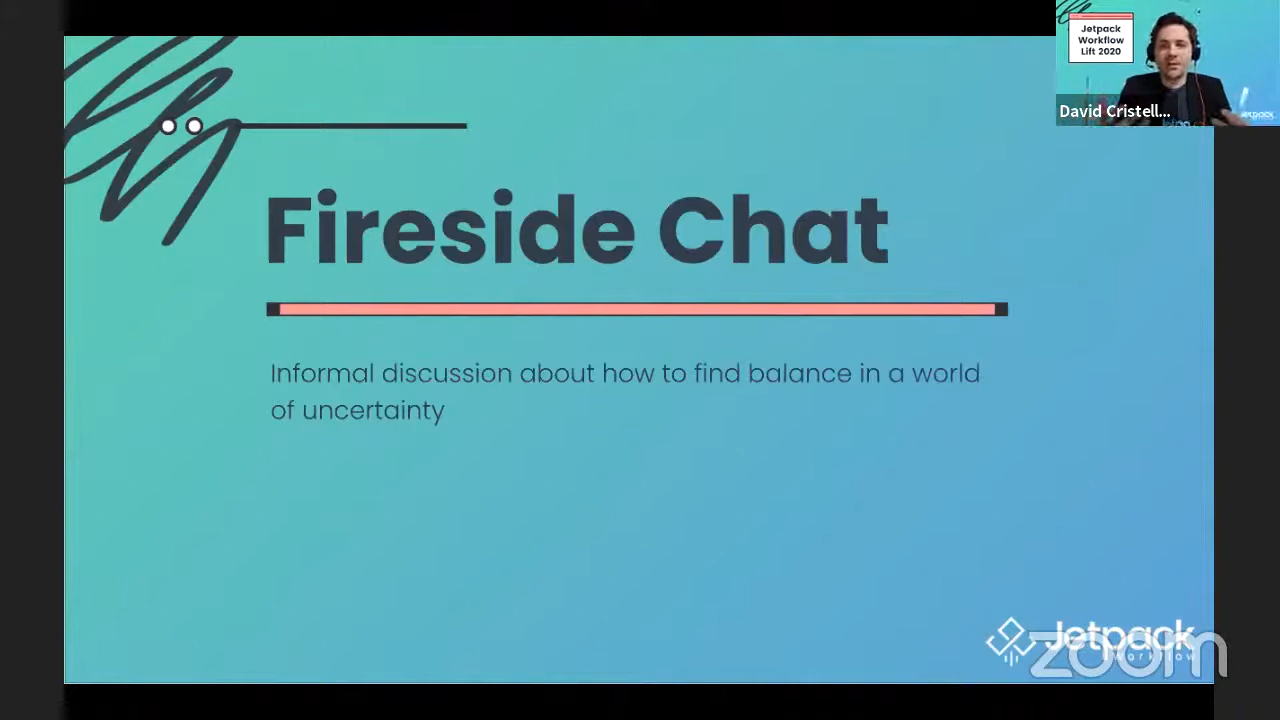 Jetpack
Workflow
Lift 2020
David Cristell...
Fireside Chat
Informal discussion about how to find balance in a world
of uncertainty
Jetpack
workflow
zoom